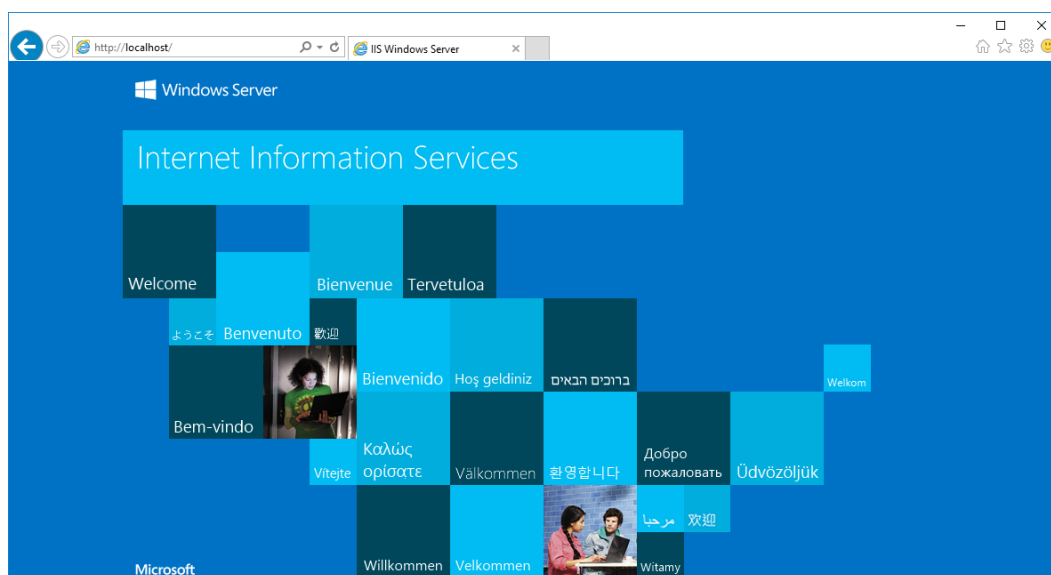 http://localhost/
IIS Windows Server
Windows Server
Internet Information Services
Welcome
Bienvenue
Tervetuloa
ようこそ
Benvenuto
歡迎
Bienvenido
Hoş geldiniz
ברוכים הבאים
Welkom
Bem-vindo
Vítejte
Καλώς
ορίσατε
Välkommen
환영합니다
Добро
пожаловать
Üdvözöljük
Willkommen
Velkommen
مرحبا
欢迎
Witamy
Microsoft